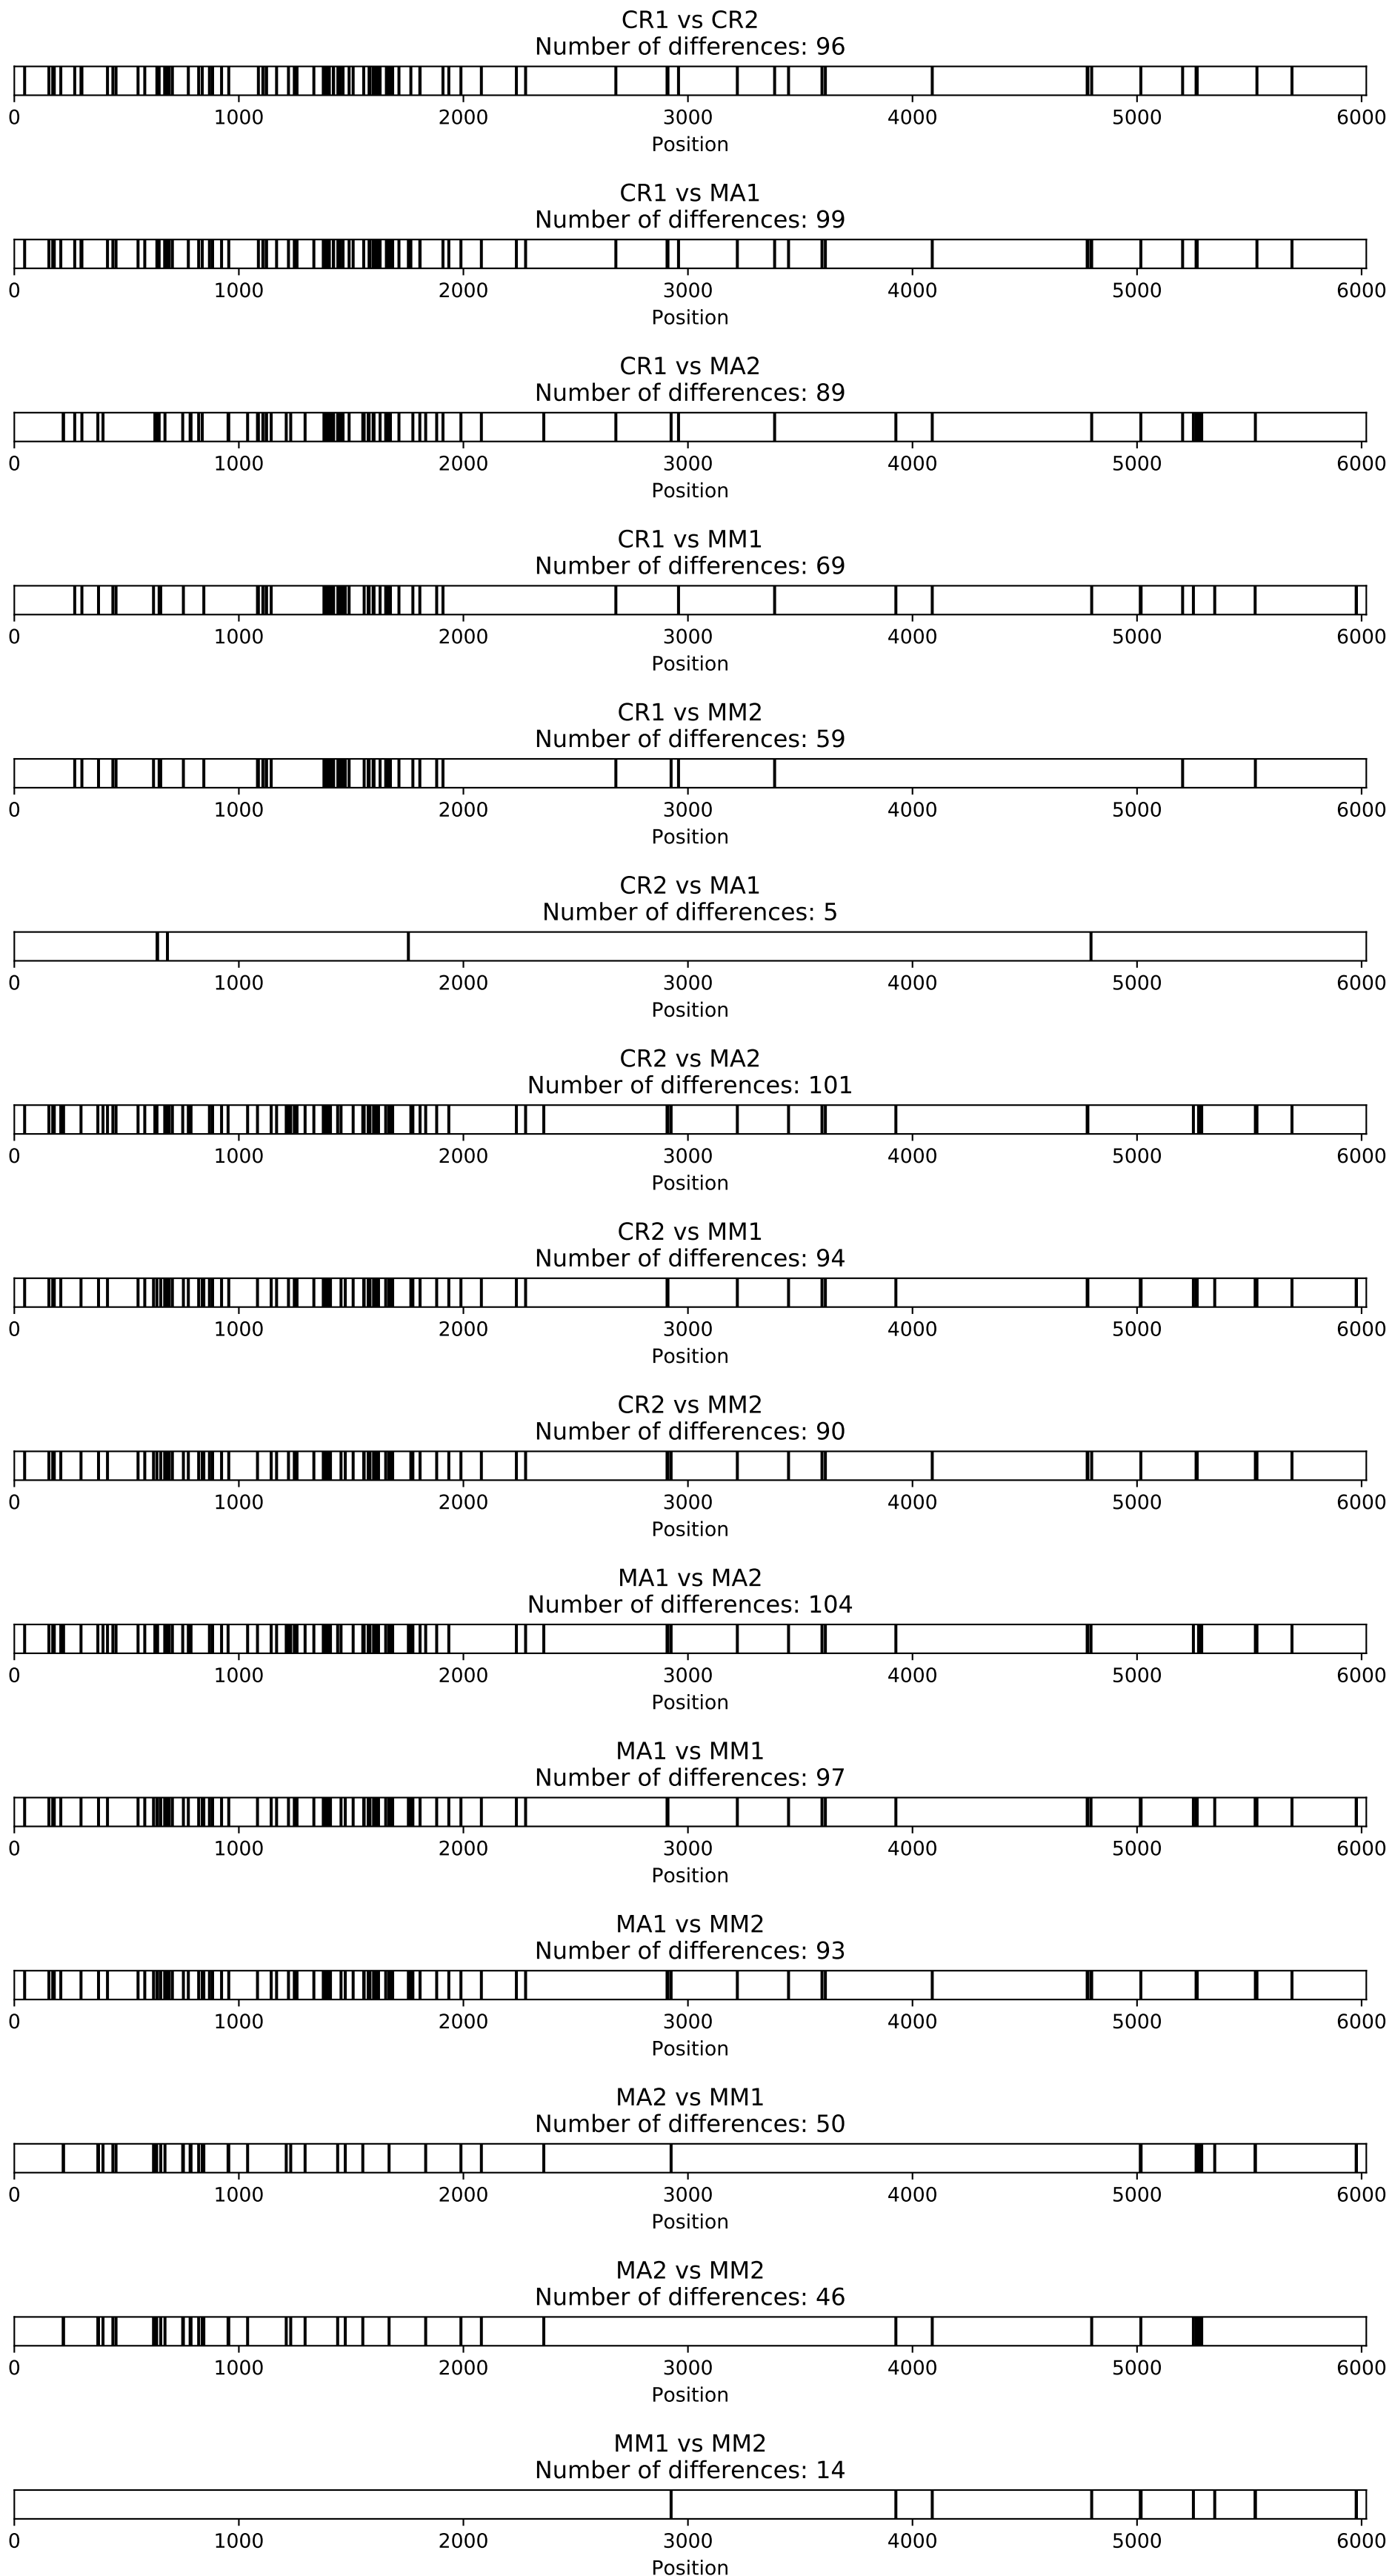 CR1 vs CR2
Number of differences: 96
0 1000 2000 3000 4000 5000 6000
Position
CR1 vs MA1
Number of differences: 99
0 1000 2000 3000 4000 5000 6000
Position
CR1 vs MA2
Number of differences: 89
0 1000 2000 3000 4000 5000 6000
Position
CR1 vs MM1
Number of differences: 69
0 1000 2000 3000 4000 5000 6000
Position
CR1 vs MM2
Number of differences: 59
0 1000 2000 3000 4000 5000 6000
Position
CR2 vs MA1
Number of differences: 5
0 1000 2000 3000 4000 5000 6000
Position
CR2 vs MA2
Number of differences: 101
0 1000 2000 3000 4000 5000 6000
Position
CR2 vs MM1
Number of differences: 94
0 1000 2000 3000 4000 5000 6000
Position
CR2 vs MM2
Number of differences: 90
0 1000 2000 3000 4000 5000 6000
Position
MA1 vs MA2
Number of differences: 104
0 1000 2000 3000 4000 5000 6000
Position
MA1 vs MM1
Number of differences: 97
0 1000 2000 3000 4000 5000 6000
Position
MA1 vs MM2
Number of differences: 93
0 1000 2000 3000 4000 5000 6000
Position
MA2 vs MM1
Number of differences: 50
0 1000 2000 3000 4000 5000 6000
Position
MA2 vs MM2
Number of differences: 46
0 1000 2000 3000 4000 5000 6000
Position
MM1 vs MM2
Number of differences: 14
0 1000 2000 3000 4000 5000 6000
Position